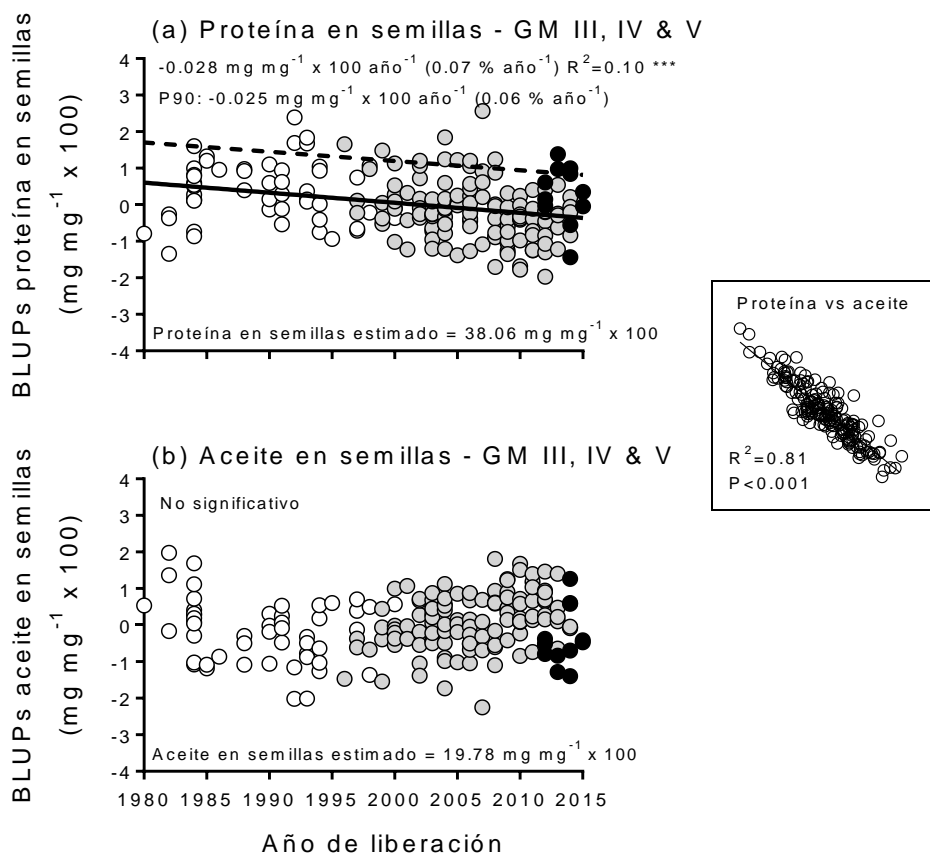 (a) Proteína en semillas - GM III, IV & V
-0.028 mg mg⁻¹ x 100 año⁻¹ (0.07 % año⁻¹) R²=0.10 ***
P90: -0.025 mg mg⁻¹ x 100 año⁻¹ (0.06 % año⁻¹)
BLUPs proteína en semillas
(mg mg⁻¹ x 100)
4
3
2
1
0
-1
-2
-3
-4
Proteína en semillas estimado = 38.06 mg mg⁻¹ x 100
Proteína vs aceite
R²=0.81
P<0.001
(b) Aceite en semillas - GM III, IV & V
No significativo
BLUPs aceite en semillas
(mg mg⁻¹ x 100)
4
3
2
1
0
-1
-2
-3
-4
Aceite en semillas estimado = 19.78 mg mg⁻¹ x 100
1980 1985 1990 1995 2000 2005 2010 2015
Año de liberación